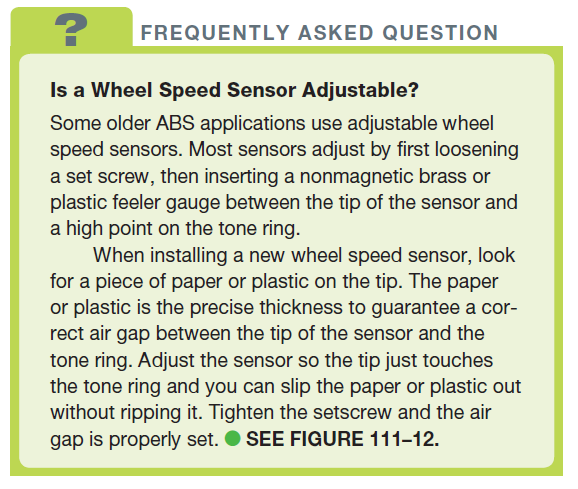 ?
FREQUENTLY ASKED QUESTION
Is a Wheel Speed Sensor Adjustable?
Some older ABS applications use adjustable wheel
speed sensors. Most sensors adjust by first loosening
a set screw, then inserting a nonmagnetic brass or
plastic feeler gauge between the tip of the sensor and
a high point on the tone ring.
When installing a new wheel speed sensor, look
for a piece of paper or plastic on the tip. The paper
or plastic is the precise thickness to guarantee a cor-
rect air gap between the tip of the sensor and the
tone ring. Adjust the sensor so the tip just touches
the tone ring and you can slip the paper or plastic out
without ripping it. Tighten the setscrew and the air
gap is properly set. ● SEE FIGURE 111–12.